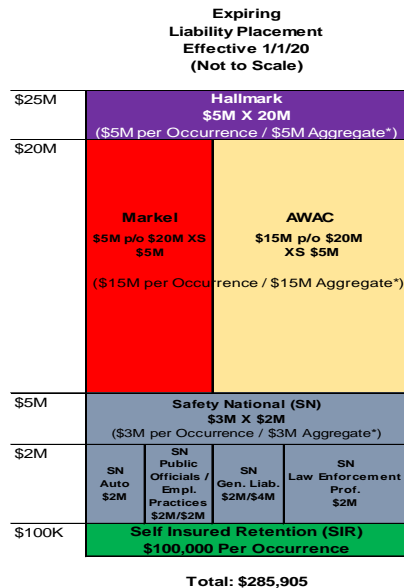 Expiring
Liability Placement
Effective 1/1/20
(Not to Scale)
$25M
Hallmark
$5M X 20M
($5M per Occurrence / $5M Aggregate*)
$20M
Markel
$5M p/o $20M XS
$5M
AWAC
$15M p/o $20M
XS $5M
($15M per Occurrence / $15M Aggregate*)
$5M
Safety National (SN)
$3M X $2M
($3M per Occurrence / $3M Aggregate*)
$2M
SN
Auto
$2M
SN
Public
Officials /
Empl.
Practices
$2M/$2M
SN
Gen. Liab.
$2M/$4M
SN
Law Enforcement
Prof.
$2M
$100K
Self Insured Retention (SIR)
$100,000 Per Occurrence
Total: $285,905